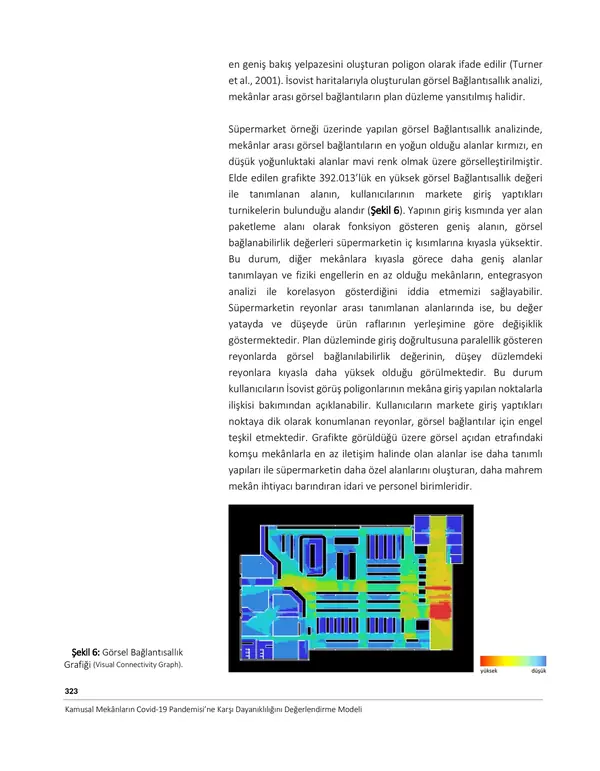 en geniş bakış yelpazesini oluşturan poligon olarak ifade edilir (Turner
et al., 2001). İsovist haritalarıyla oluşturulan görsel Bağlantısallık analizi,
mekânlar arası görsel bağlantıların plan düzleme yansıtılmış halidir.
Süpermarket örneği üzerinde yapılan görsel Bağlantısallık analizinde,
mekânlar arası görsel bağlantıların en yoğun olduğu alanlar kırmızı, en
düşük yoğunluktaki alanlar mavi renk olmak üzere görselleştirilmiştir.
Elde edilen grafikte 392.013'lük en yüksek görsel Bağlantısallık değeri
ile tanımlanan alanın, kullanıcılarının markete giriş yaptıkları
turnikelerin bulunduğu alandır (Şekil 6). Yapının giriş kısmında yer alan
paketleme alanı olarak fonksiyon gösteren geniş alanın, görsel
bağlanabilirlik değerleri süpermarketin iç kısımlarına kıyasla yüksektir.
Bu durum, diğer mekânlara kıyasla görece daha geniş alanlar
tanımlayan ve fiziki engellerin en az olduğu mekânların, entegrasyon
analizi ile korelasyon gösterdiğini iddia etmemizi sağlayabilir.
Süpermarketin reyonlar arası tanımlanan alanlarında ise, bu değer
yatayda ve düşeyde ürün raflarının yerleşimine göre değişiklik
göstermektedir. Plan düzleminde giriş doğrultusuna paralellik gösteren
reyonlarda görsel bağlanılabilirlik değerinin, düşey düzlemdeki
reyonlara kıyasla daha yüksek olduğu görülmektedir. Bu durum
kullanıcıların İsovist görüş poligonlarının mekâna giriş yapılan noktalarla
ilişkisi bakımından açıklanabilir. Kullanıcıların markete giriş yaptıkları
noktaya dik olarak konumlanan reyonlar, görsel bağlantılar için engel
teşkil etmektedir. Grafikte görüldüğü üzere görsel açıdan etrafındaki
komşu mekânlarla en az iletişim halinde olan alanlar ise daha tanımlı
yapıları ile süpermarketin daha özel alanlarını oluşturan, daha mahrem
mekân ihtiyacı barındıran idari ve personel birimleridir.
Şekil 6: Görsel Bağlantısallık
Grafiği (Visual Connectivity Graph).
yüksek düşük
323
Kamusal Mekânların Covid-19 Pandemisi'ne Karşı Dayanıklılığını Değerlendirme Modeli